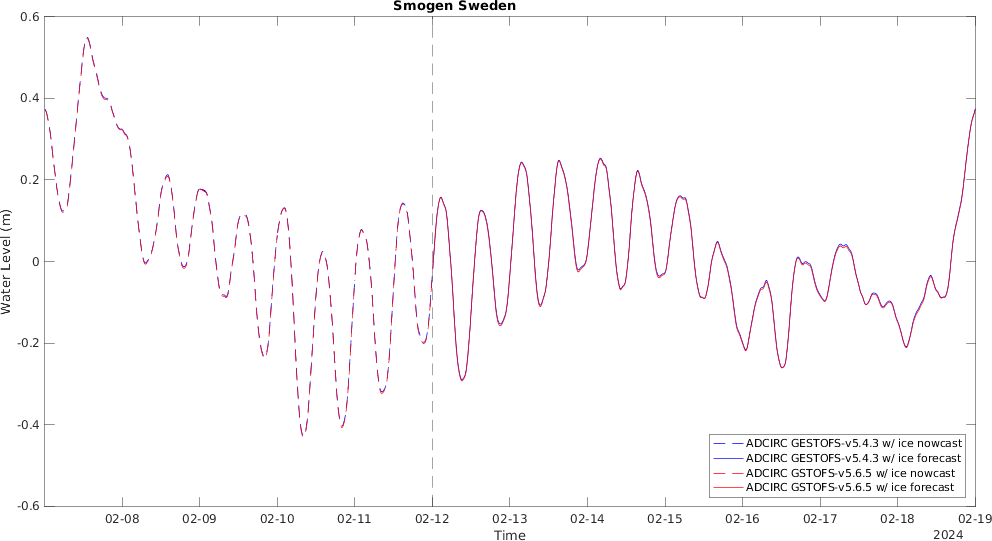 Smogen Sweden
Water Level (m)
0.6
0.4
0.2
0
-0.2
-0.4
-0.6
ADCIRC GESTOFS-v5.4.3 w/ ice nowcast
ADCIRC GESTOFS-v5.4.3 w/ ice forecast
ADCIRC GSTOFS-v5.6.5 w/ ice nowcast
ADCIRC GSTOFS-v5.6.5 w/ ice forecast
02-08 02-09 02-10 02-11 02-12 02-13 02-14 02-15 02-16 02-17 02-18 02-19
Time
2024